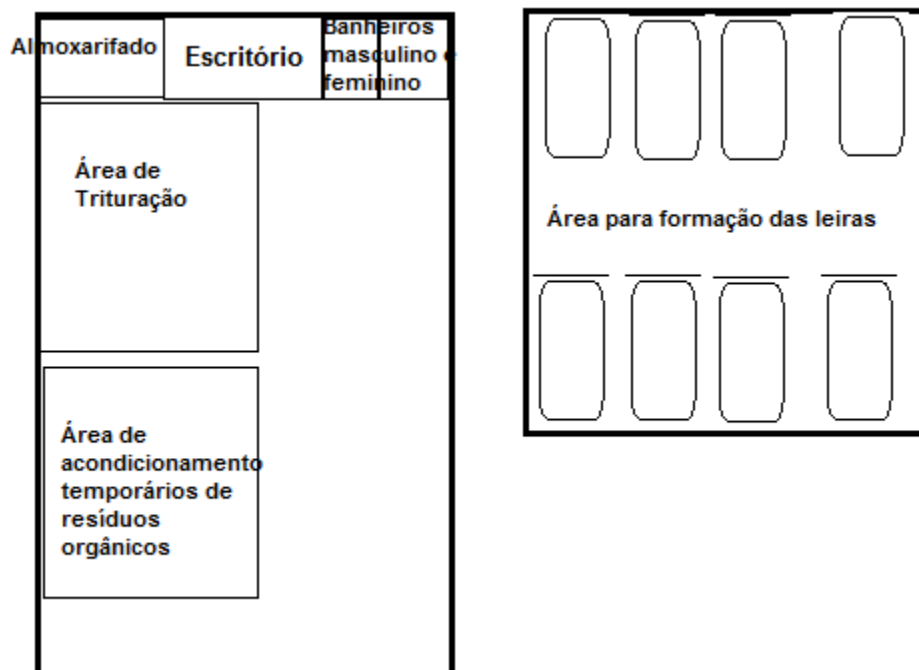 Almoxarifado
Escritório
Banheiros
masculino e
feminino
Área de
Trituração
Área de
acondicionamento
temporários de
resíduos
orgânicos
Área para formação das leiras